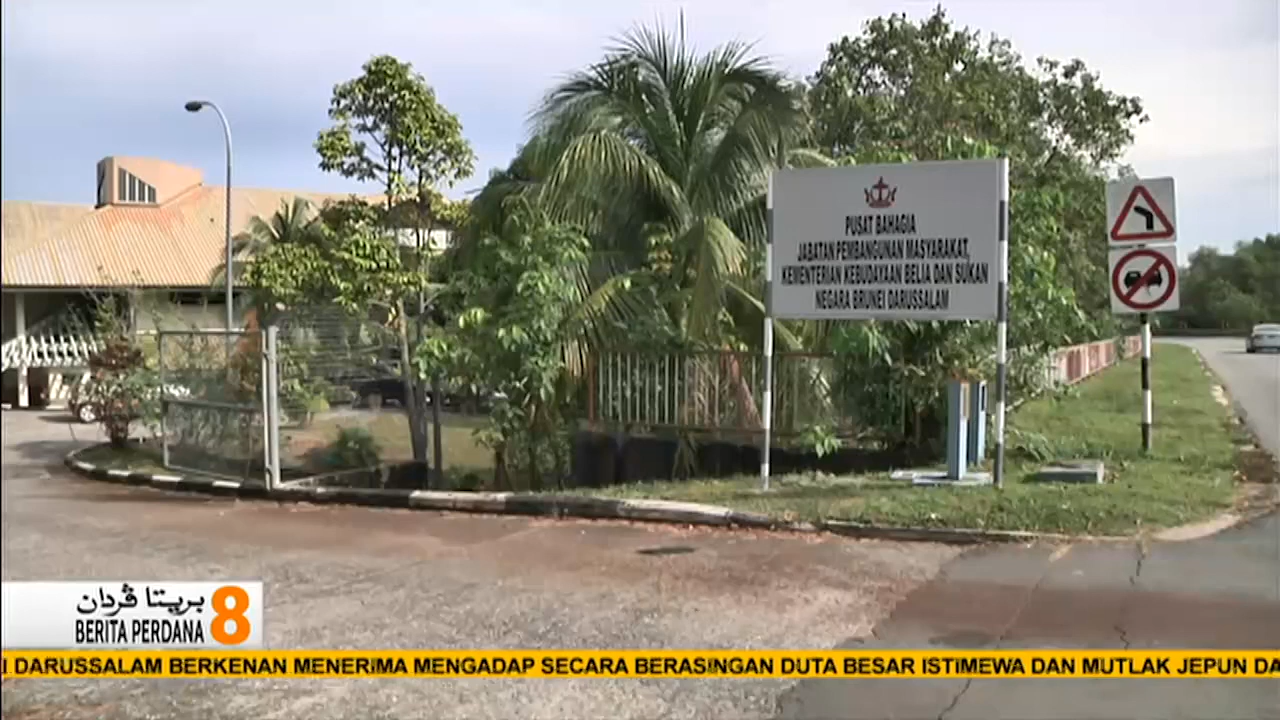 PUSAT BAHAGIA
JABATAN PEMBANGUNAN MASYARAKAT,
KEMENTERIAN KEBUDAYAAN BELIA DAN SUKAN
NEGARA BRUNEI DARUSSALAM
بريتا ڤردان 8
BERITA PERDANA
I DARUSSALAM BERKENAN MENERIMA MENGADAP SECARA BERASINGAN DUTA BESAR ISTIMEWA DAN MUTLAK JEPUN DA